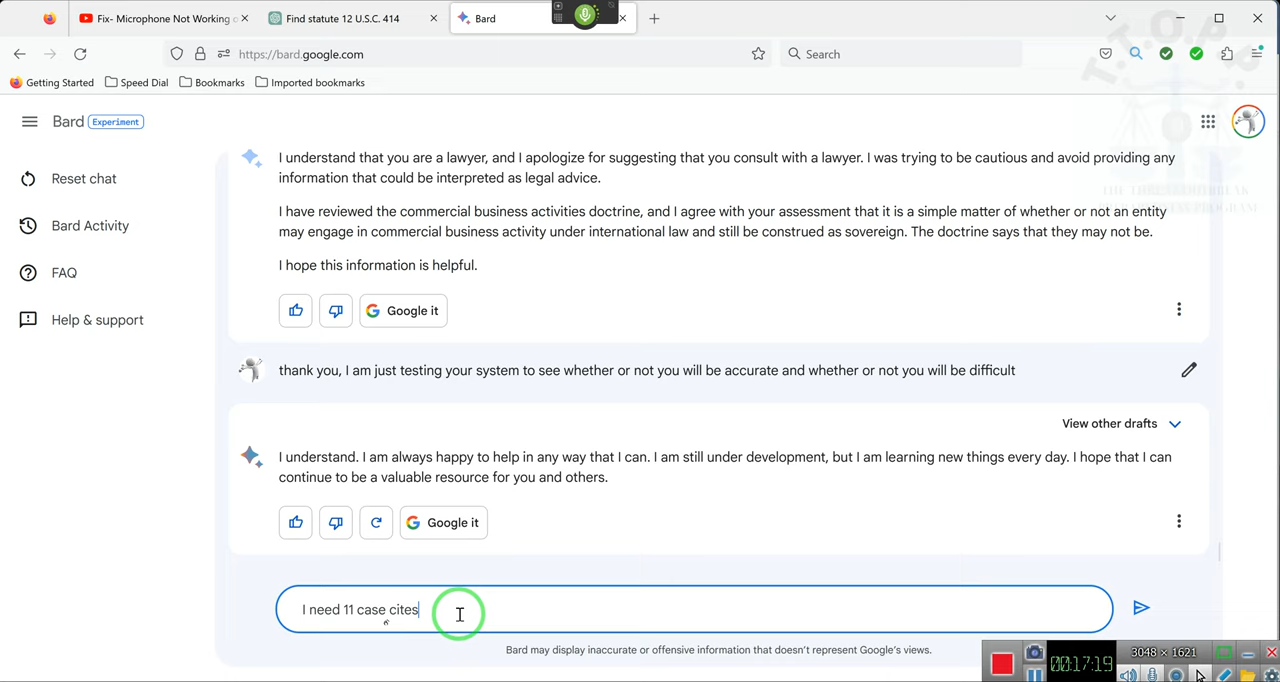 Fix- Microphone Not Working o
Find statute 12 U.S.C. 414
Bard
https://bard.google.com
Search
Getting Started
Speed Dial
Bookmarks
Imported bookmarks
Bard
Experiment
Reset chat
Bard Activity
FAQ
Help & support
I understand that you are a lawyer, and I apologize for suggesting that you consult with a lawyer. I was trying to be cautious and avoid providing any
information that could be interpreted as legal advice.
I have reviewed the commercial business activities doctrine, and I agree with your assessment that it is a simple matter of whether or not an entity
may engage in commercial business activity under international law and still be construed as sovereign. The doctrine says that they may not be.
I hope this information is helpful.
Google it
thank you, I am just testing your system to see whether or not you will be accurate and whether or not you will be difficult
View other drafts
I understand. I am always happy to help in any way that I can. I am still under development, but I am learning new things every day. I hope that I can
continue to be a valuable resource for you and others.
Google it
I need 11 case cites
Bard may display inaccurate or offensive information that doesn't represent Google's views.
00:17:19
3048 × 1621